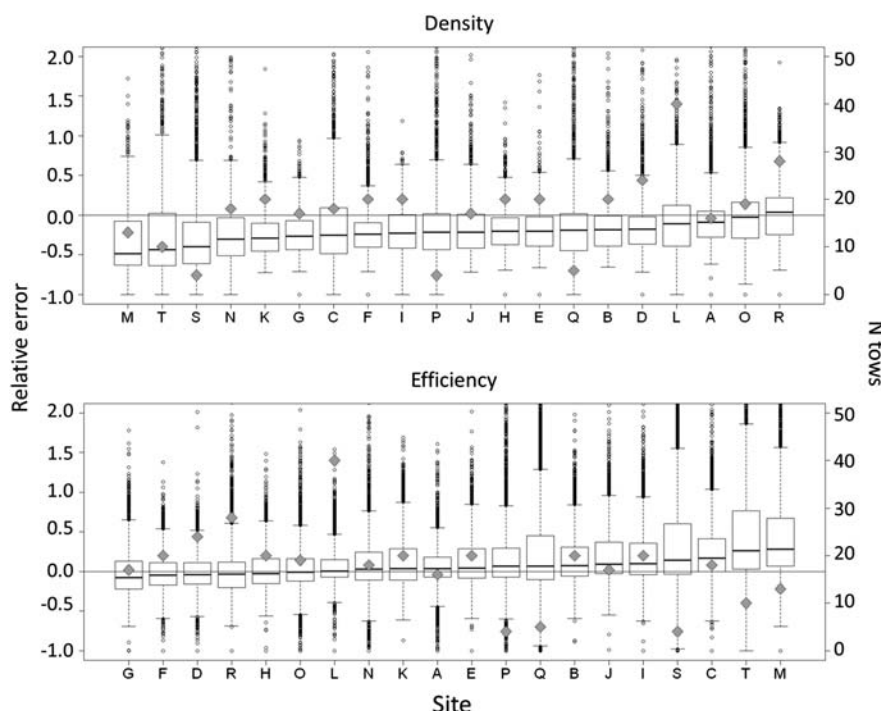 Density
2.0 50
1.5 40
1.0 30
0.5
0.0 20
-0.5 10
-1.0 0
M T S N K G C F I P J H E Q B D L A O R
Relative error
N tows
Efficiency
2.0 50
1.5 40
1.0 30
0.5
0.0 20
-0.5 10
-1.0 0
G F D R H O L N K A E P Q B J I S C T M
Site